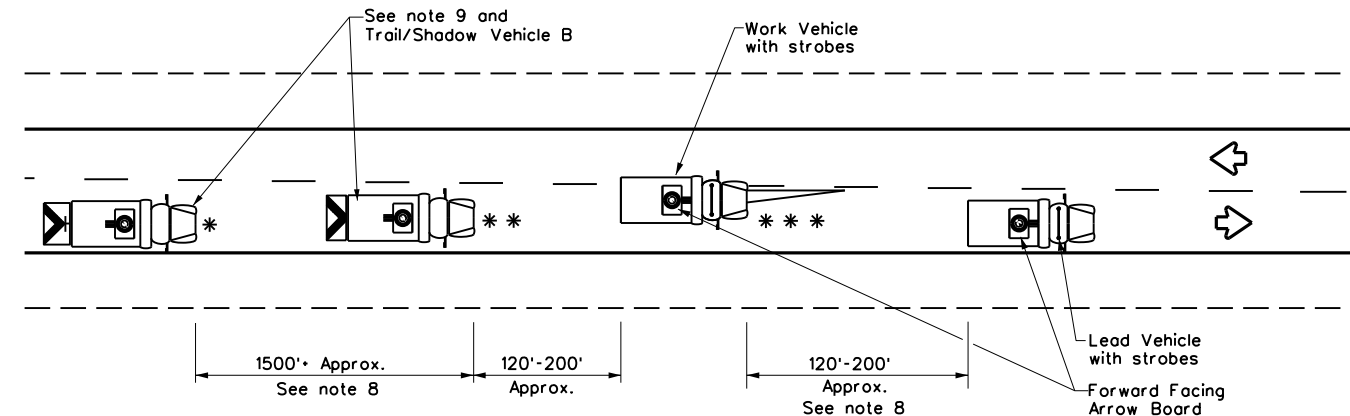 See note 9 and
Trail/Shadow Vehicle B
Work Vehicle
with strobes
*
* *
* * *
1500'+ Approx.
See note 8
120'-200'
Approx.
120'-200'
Approx.
See note 8
Lead Vehicle
with strobes
Forward Facing
Arrow Board